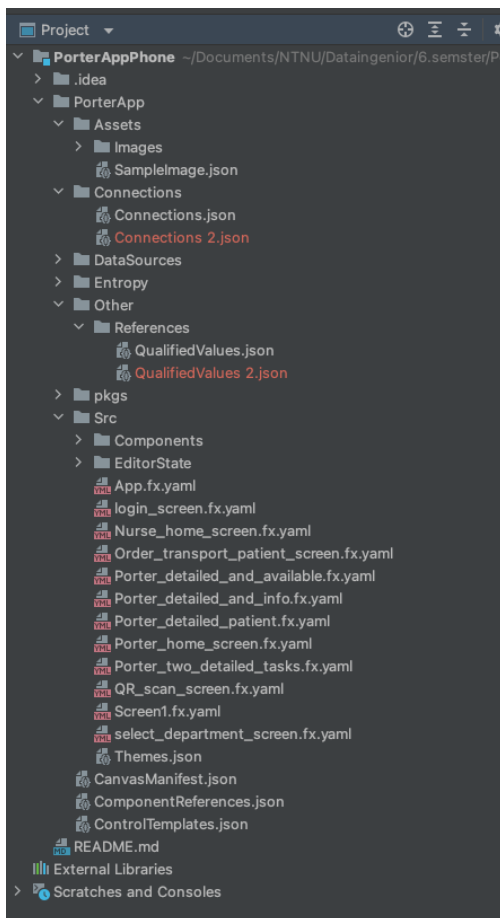 Project
PorterAppPhone ~/Documents/NTNU/Dataingenior/6.semster/P
.idea
PorterApp
Assets
Images
SampleImage.json
Connections
Connections.json
Connections 2.json
DataSources
Entropy
Other
References
QualifiedValues.json
QualifiedValues 2.json
pkgs
Src
Components
EditorState
App.fx.yaml
login_screen.fx.yaml
Nurse_home_screen.fx.yaml
Order_transport_patient_screen.fx.yaml
Porter_detailed_and_available.fx.yaml
Porter_detailed_and_info.fx.yaml
Porter_detailed_patient.fx.yaml
Porter_home_screen.fx.yaml
Porter_two_detailed_tasks.fx.yaml
QR_scan_screen.fx.yaml
Screen1.fx.yaml
select_department_screen.fx.yaml
Themes.json
CanvasManifest.json
ComponentReferences.json
ControlTemplates.json
README.md
External Libraries
Scratches and Consoles